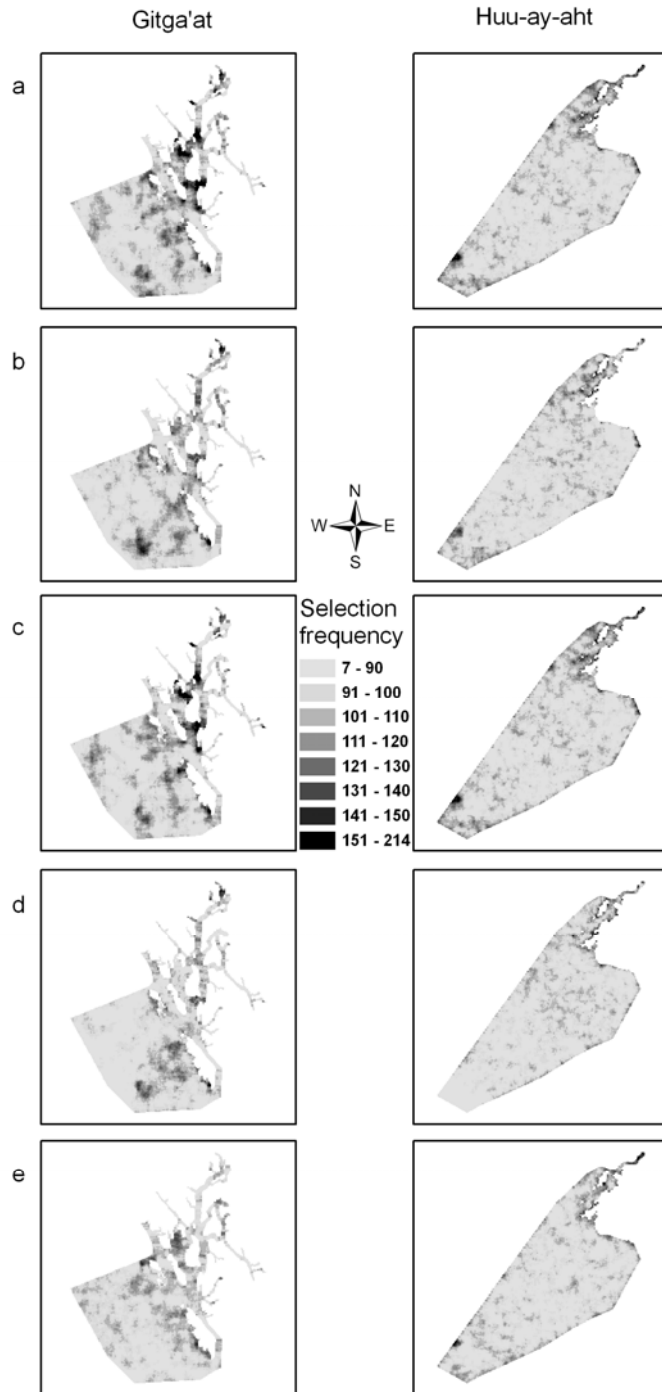 Gitga'at
Huu-ay-aht
a
b
N
W
E
S
c
Selection
frequency
7 - 90
91 - 100
101 - 110
111 - 120
121 - 130
131 - 140
141 - 150
151 - 214
d
e